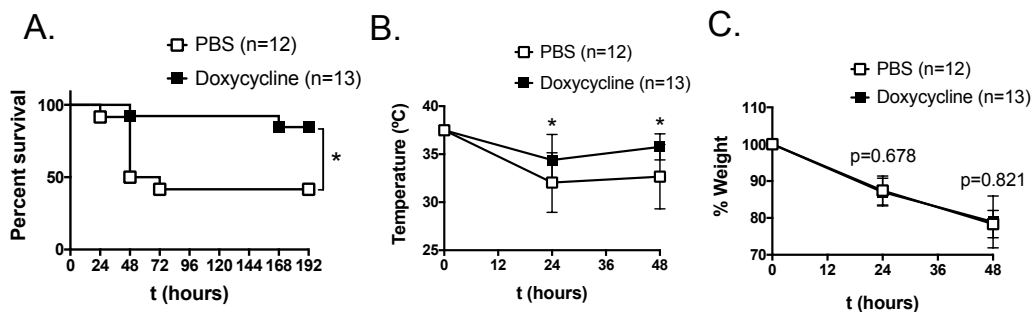 A.
PBS (n=12)
Doxycycline (n=13)
Percent survival
100
50
0
*
0 24 48 72 96 120 144 168 192
t (hours)
B.
PBS (n=12)
Doxycycline (n=13)
Temperature (ºC)
40
35
30
25
* *
0 12 24 36 48
t (hours)
C.
PBS (n=12)
Doxycycline (n=13)
% Weight
110
100
90
80
70
p=0.678
p=0.821
0 12 24 36 48
t (hours)